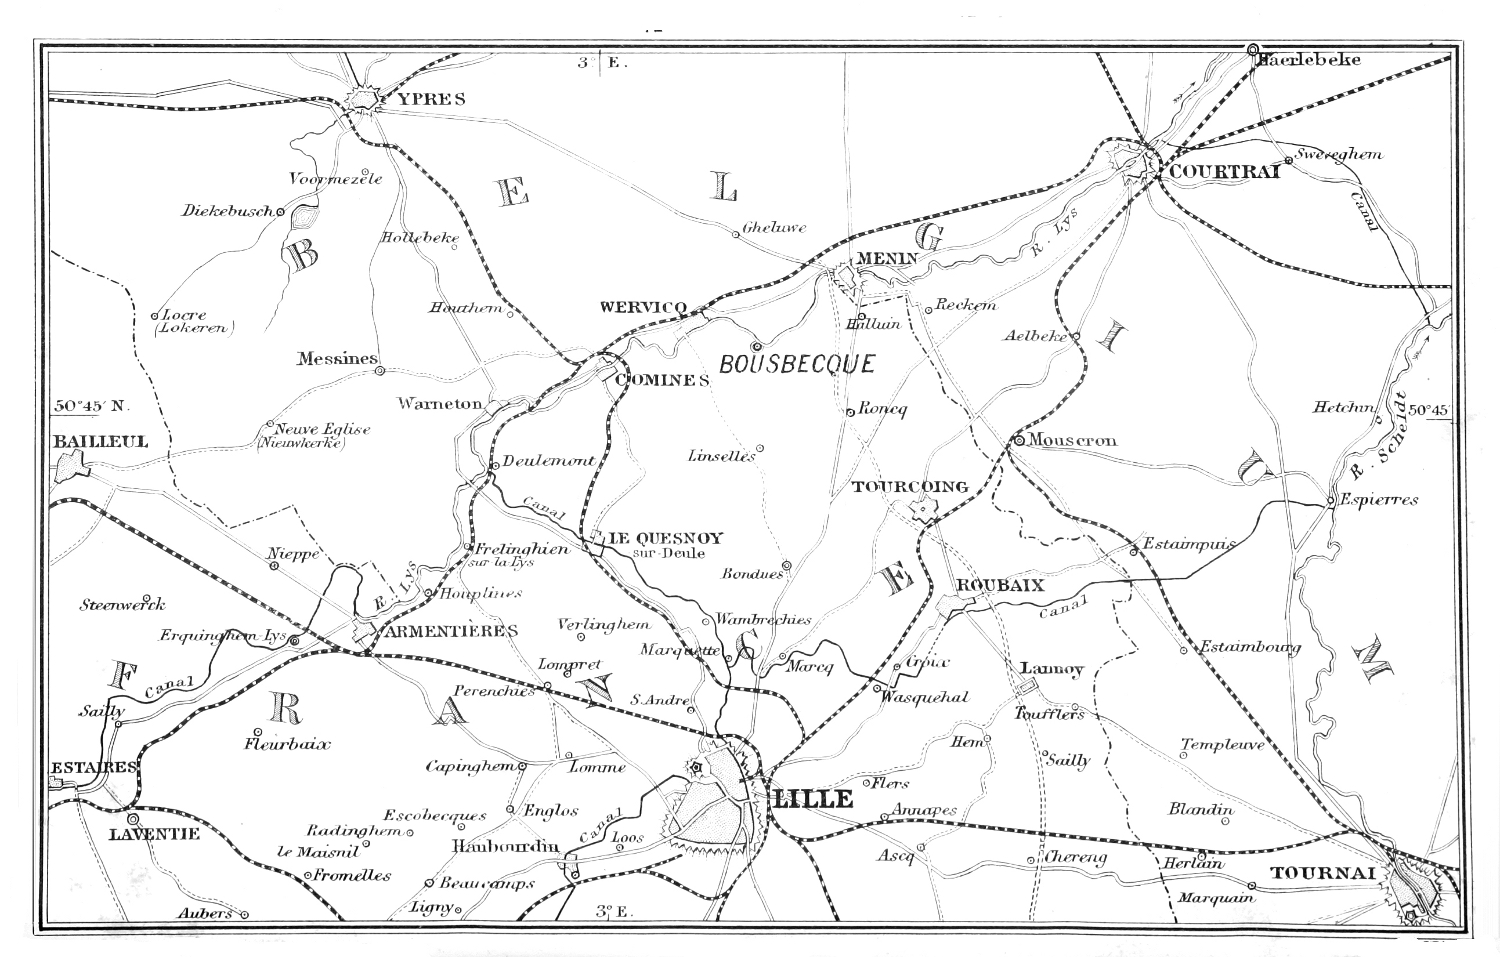 3° E.
Haerlebeke
YPRES
Sweveghem
COURTRAI
Voormezele
Diekebusch
B E L G I U M
Canal
Gheluwe
Hollebeke
R. Lys
MENIN
Houthem
WERVICQ
Reckem
Locre
(Lokeren)
Halluin
Aelbeke
Messines
BOUSBECQUE
COMINES
50°45' N.
Warneton
Roncq
Hetchin
50°45'
Neuve Eglise
(Nieuwkerke)
BAILLEUL
Mouscron
R. Scheldt
Deulemont
Linselles
TOURCOING
Espierres
Canal
LE QUESNOY
sur-Deule
Frelinghien
sur la Lys
Nieppe
Estaimpuis
Bondues
R. Lys
Houplines
ROUBAIX
Canal
Steenwerck
Erquinghem-Lys
ARMENTIÈRES
Verlinghem
Wambrechies
Marquette
Estaimbourg
F R A N C E
Canal
Lompret
Marcq
Croix
Lannoy
Perenchies
S. Andre
Wasquehal
Sailly
Toufflers
Fleurbaix
Hem
Templeuve
ESTAIRES
Capinghem
Lomme
Sailly
Flers
LILLE
Annapes
Blandin
Escobecques
Englos
Canal
LAVENTIE
Radinghem
Haubourdin
Loos
le Maisnil
Ascq
Chereng
Herlain
Fromelles
Beaucamps
TOURNAI
Marquain
Aubers
Ligny
3° E.